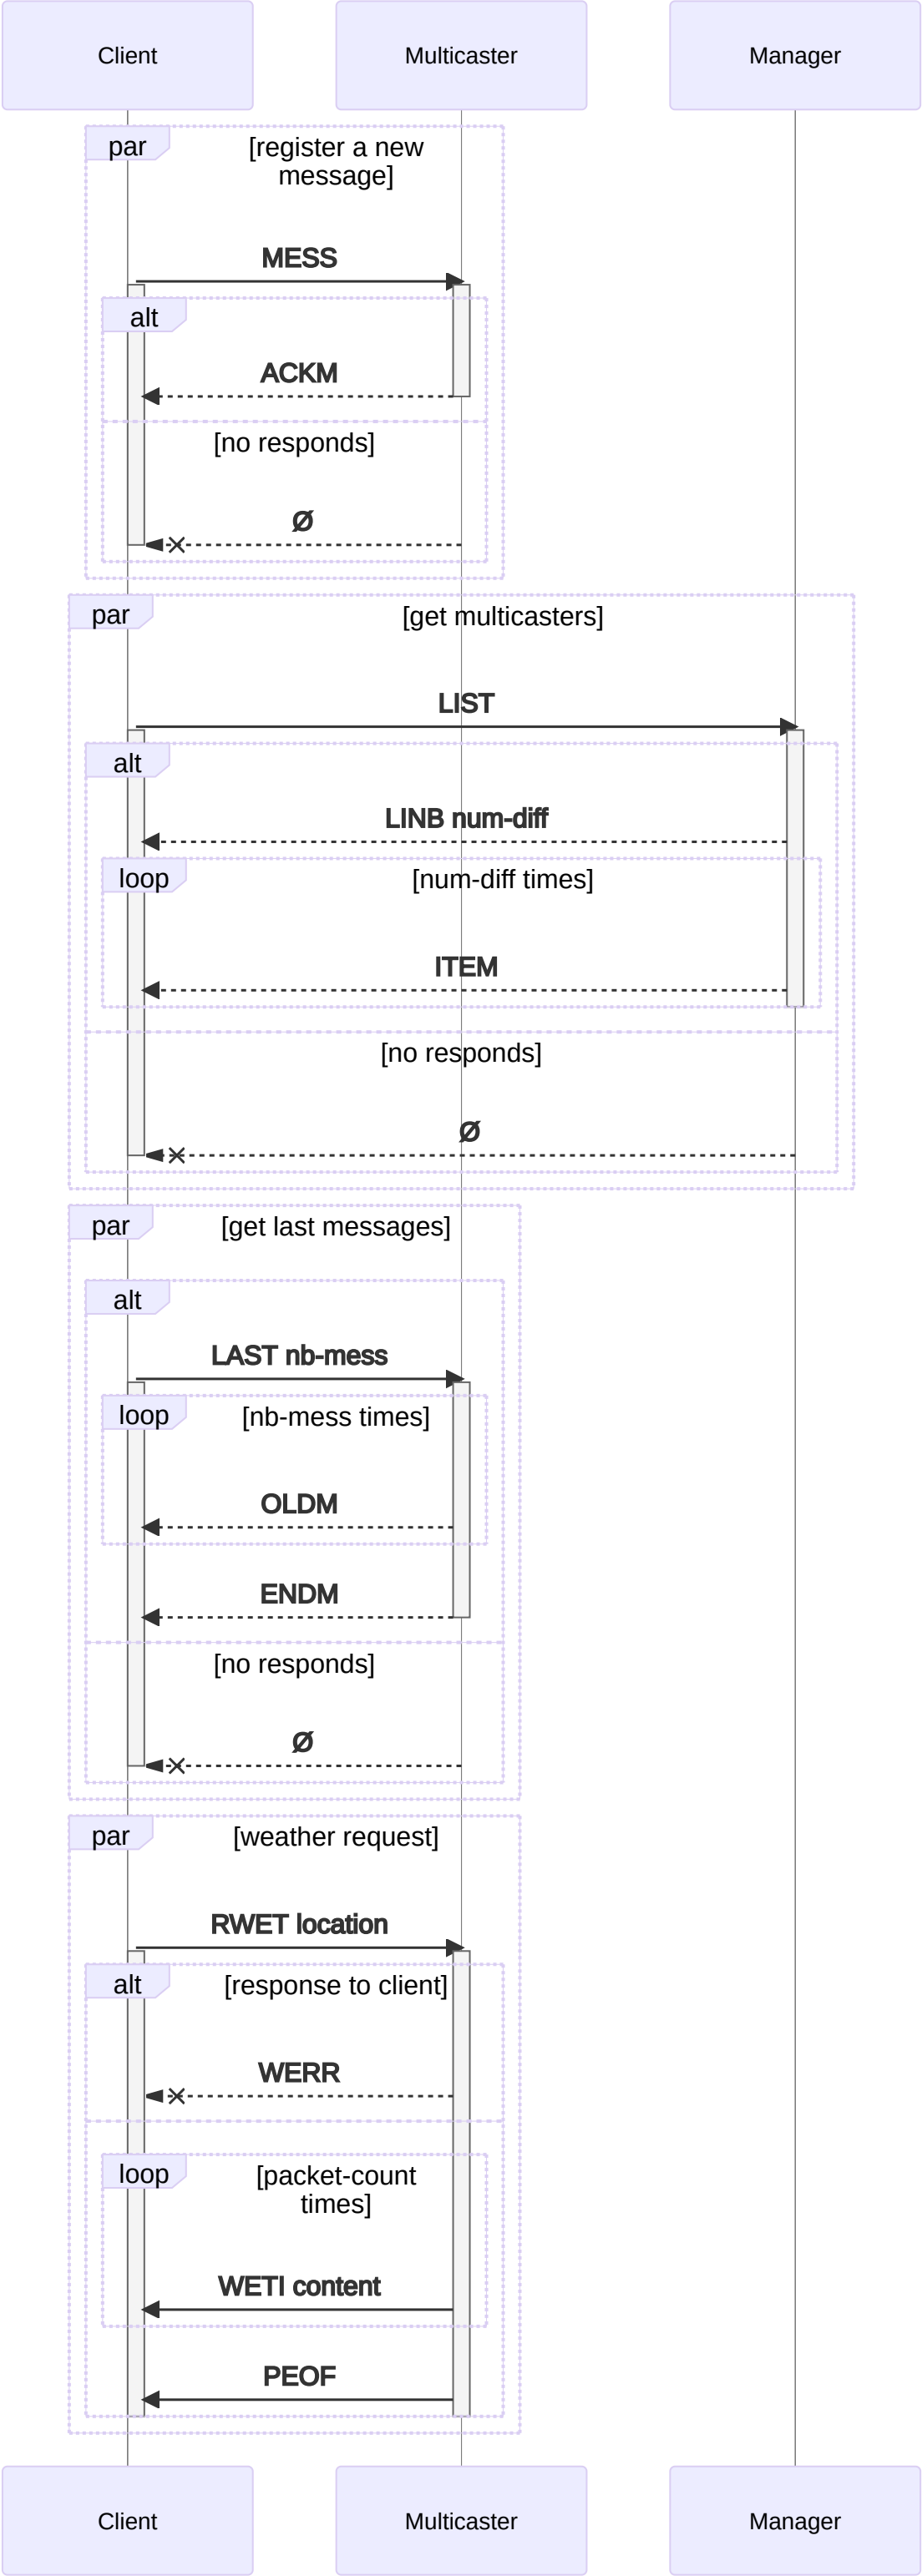 Client
Multicaster
Manager
par
[register a new
message]
MESS
alt
ACKM
[no responds]
Ø
par
[get multicasters]
LIST
alt
LINB num-diff
loop
[num-diff times]
ITEM
[no responds]
Ø
par
[get last messages]
alt
LAST nb-mess
loop
[nb-mess times]
OLDM
ENDM
[no responds]
Ø
par
[weather request]
RWET location
alt
[response to client]
WERR
loop
[packet-count
times]
WETI content
PEOF
Client
Multicaster
Manager